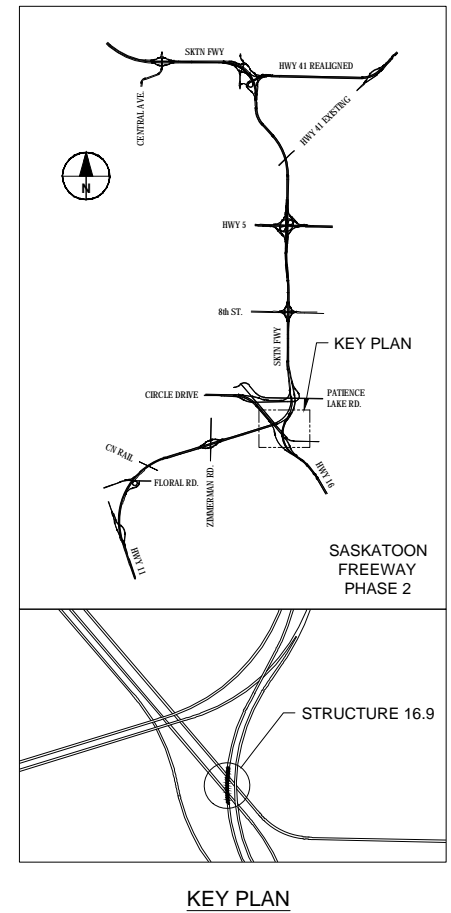 SKTN FWY
HWY 41 REALIGNED
CENTRAL AVE.
HWY 41 EXISTING
N
HWY 5
8th ST.
SKTN FWY
KEY PLAN
CIRCLE DRIVE
PATIENCE
LAKE RD.
CN RAIL
FLORAL RD.
ZIMMERMAN RD.
HWY 16
HWY 11
SASKATOON
FREEWAY
PHASE 2
STRUCTURE 16.9
KEY PLAN